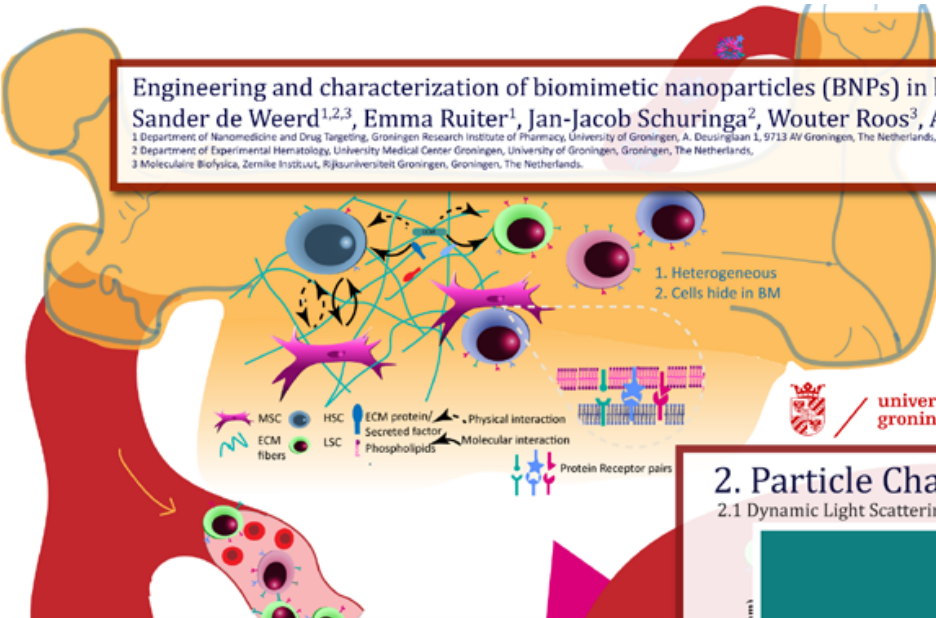 Engineering and characterization of biomimetic nanoparticles (BNPs) in
Sander de Weerd1,2,3, Emma Ruiter1, Jan-Jacob Schuringa2, Wouter Roos3, A
1 Department of Nanomedicine and Drug Targeting, Groningen Research Institute of Pharmacy, University of Groningen, A. Deusinglaan 1, 9713 AV Groningen, The Netherlands,
2 Department of Experimental Hematology, University Medical Center Groningen, University of Groningen, Groningen, The Netherlands,
3 Moleculaire Biofysica, Zernike Instituut, Rijksuniversiteit Groningen, Groningen, The Netherlands.
1. Heterogeneous
2. Cells hide in BM
MSC
HSC
ECM protein/
Secreted factor
Physical interaction
ECM
fibers
LSC
Phospholipids
Molecular interaction
Protein Receptor pairs
univer
gronin
2. Particle Cha
2.1 Dynamic Light Scatterin